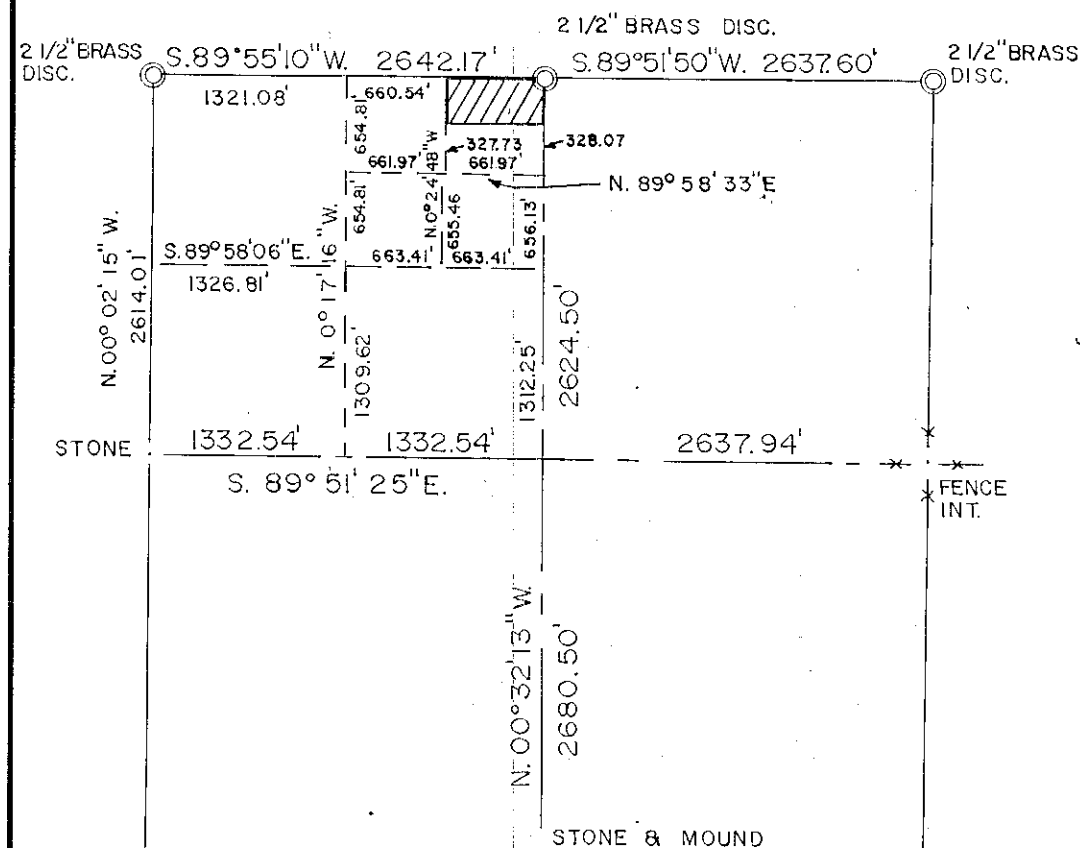 2 1/2" BRASS DISC.
2 1/2" BRASS
DISC.
S.89°55'10"W. 2642.17'
S.89°51'50"W. 2637.60'
2 1/2" BRASS
DISC.
1321.08'
660.54'
654.81
327.73
328.07
661.97'
661.97'
N. 89° 58' 33"E
N.0°24' 48"W
654.81'
655.46
656.13'
S.89°58'06"E.
663.41'
663.41'
1326.81'
N.00° 02' 15" W.
2614.01'
N. 0° 17' 16" W.
1309.62'
1312.25'
2624.50'
STONE
1332.54'
1332.54'
2637.94'
S. 89° 51' 25"E.
FENCE
INT.
N. 00°32'13"W.
2680.50'
STONE & MOUND